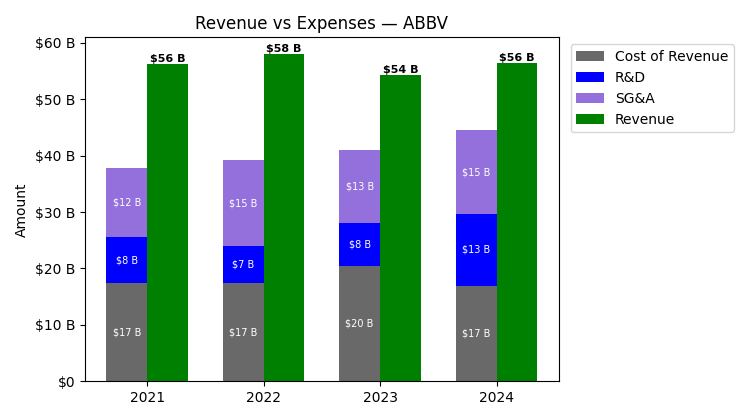 Revenue vs Expenses — ABBV
$60 B
$50 B
$40 B
$30 B
$20 B
$10 B
$0
Amount
$56 B
$58 B
$54 B
$56 B
$12 B
$15 B
$13 B
$15 B
$8 B
$7 B
$8 B
$13 B
$17 B
$17 B
$20 B
$17 B
2021
2022
2023
2024
Cost of Revenue
R&D
SG&A
Revenue